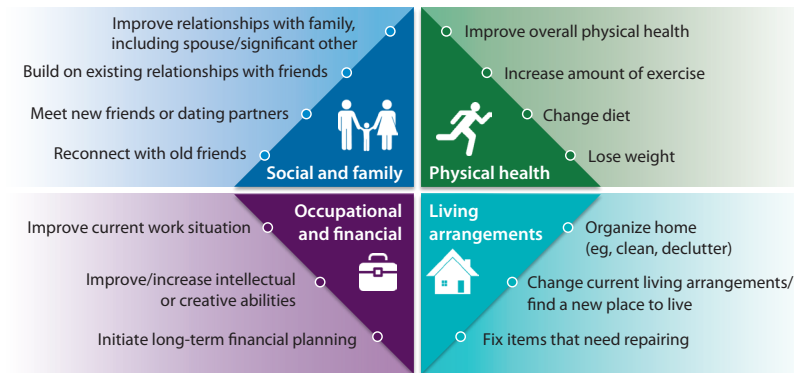 Improve relationships with family,
including spouse/significant other
Build on existing relationships with friends
Meet new friends or dating partners
Reconnect with old friends
Social and family
Improve overall physical health
Increase amount of exercise
Change diet
Lose weight
Physical health
Occupational
and financial
Improve current work situation
Improve/increase intellectual
or creative abilities
Initiate long-term financial planning
Living
arrangements
Organize home
(eg, clean, declutter)
Change current living arrangements/
find a new place to live
Fix items that need repairing